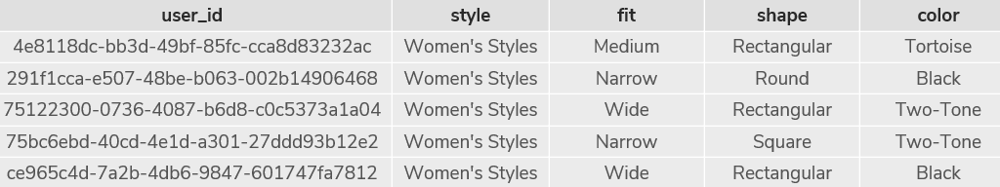 user_id style fit shape color
4e8118dc-bb3d-49bf-85fc-cca8d83232ac Women's Styles Medium Rectangular Tortoise
291f1cca-e507-48be-b063-002b14906468 Women's Styles Narrow Round Black
75122300-0736-4087-b6d8-c0c5373a1a04 Women's Styles Wide Rectangular Two-Tone
75bc6ebd-40cd-4e1d-a301-27ddd93b12e2 Women's Styles Narrow Square Two-Tone
ce965c4d-7a2b-4db6-9847-601747fa7812 Women's Styles Wide Rectangular Black